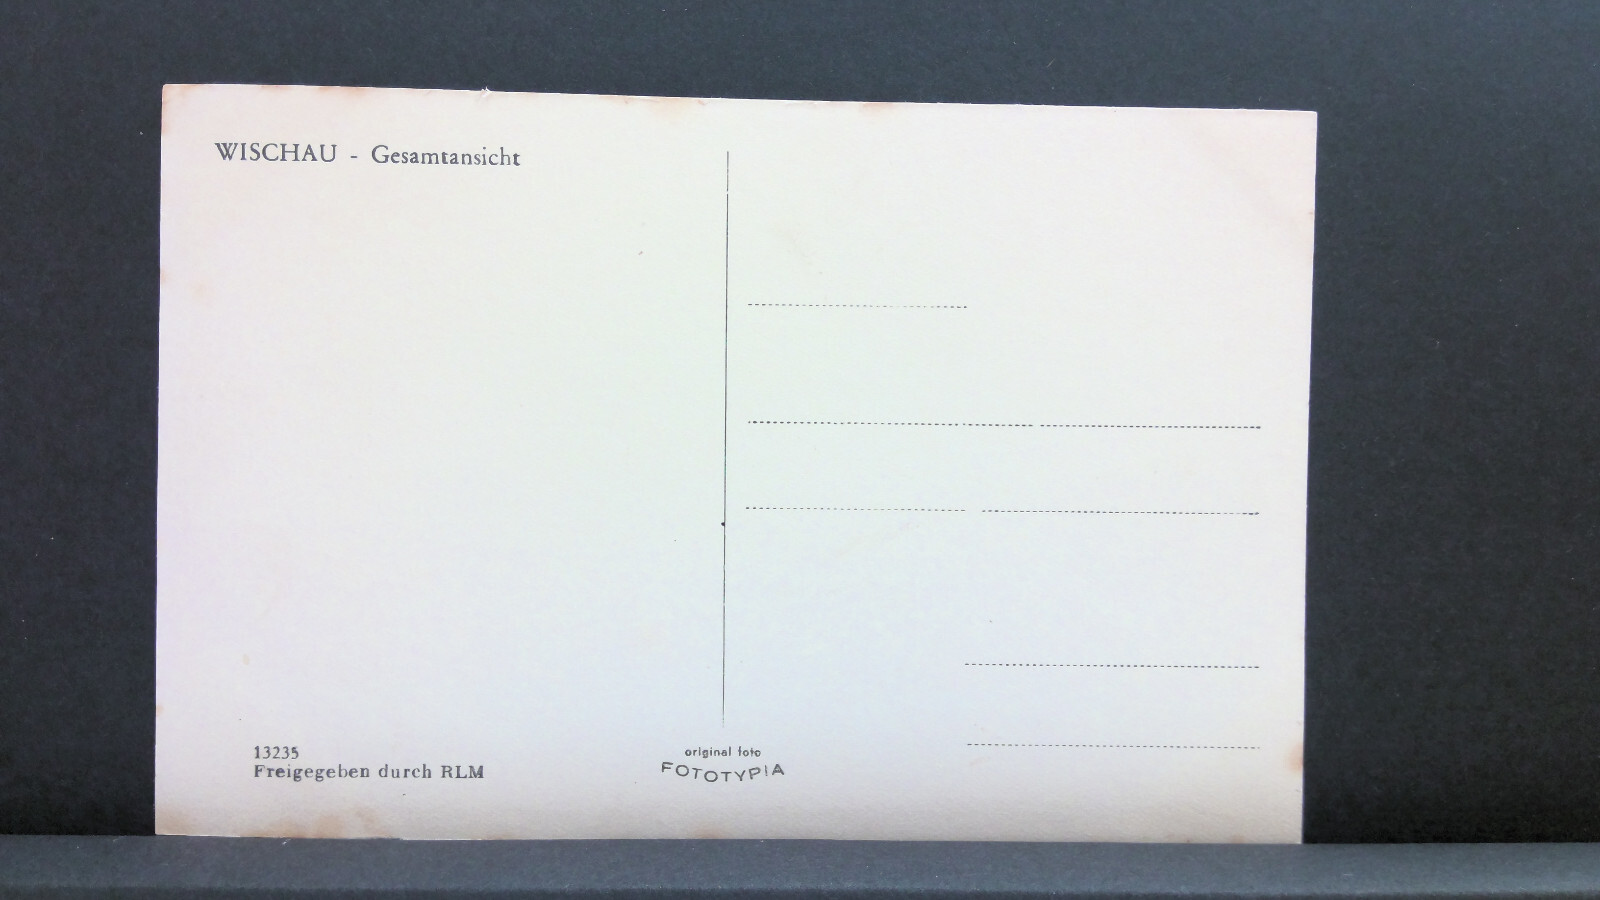 WISCHAU - Gesamtansicht
13235
Freigegeben durch RLM
original foto
FOTOTYPIA